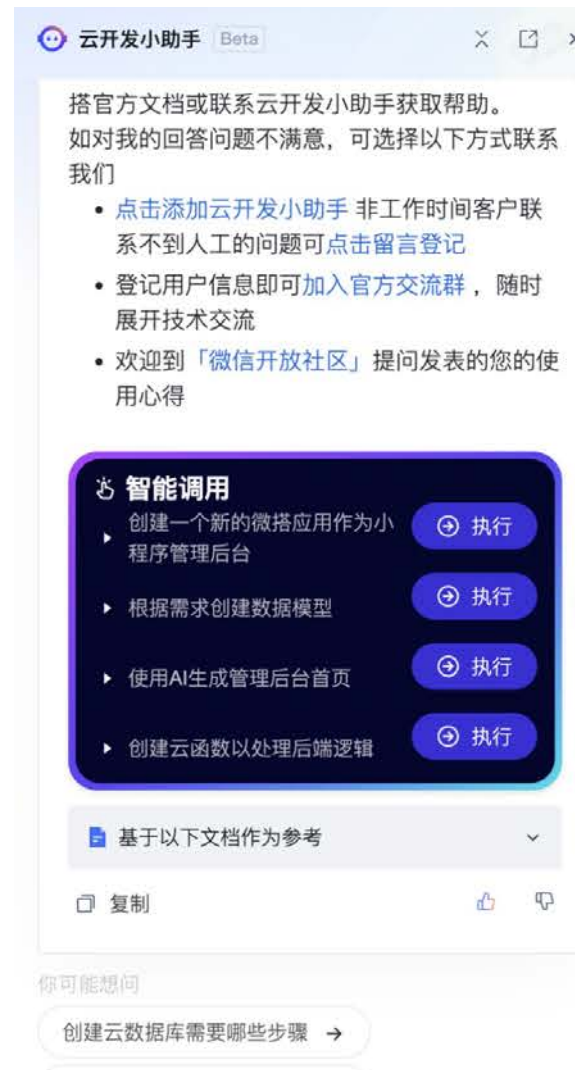 云开发小助手 Beta
搭官方文档或联系云开发小助手获取帮助。
如对我的回答问题不满意，可选择以下方式联系
我们
• 点击添加云开发小助手 非工作时间客户联
系不到人工的问题可点击留言登记
• 登记用户信息即可加入官方交流群 ，随时
展开技术交流
• 欢迎到「微信开放社区」提问发表的您的使
用心得
智能调用
创建一个新的微搭应用作为小
程序管理后台
执行
根据需求创建数据模型
执行
使用AI生成管理后台首页
执行
创建云函数以处理后端逻辑
执行
基于以下文档作为参考
复制
你可能想问
创建云数据库需要哪些步骤 →